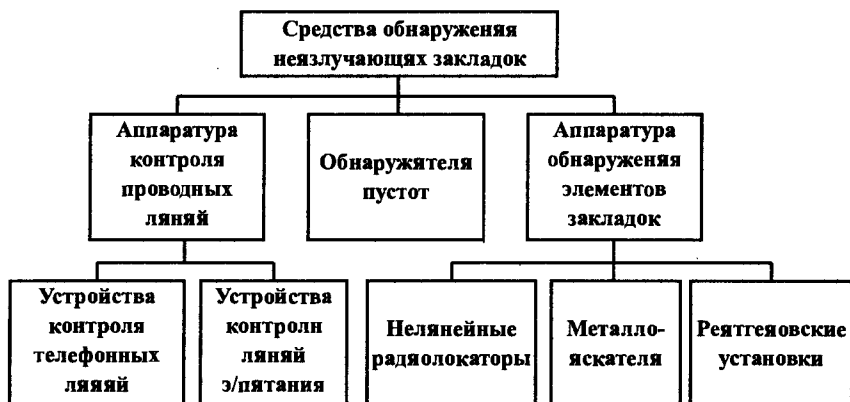 Средства обнаруженяя
неязлучающях закладок
Аппаратура
контроля
проводных
ляняй
Обнаружятеля
пустот
Аппаратура
обнаруженяя
элементов
закладок
Устройства
контроля
телефонных
ляяяй
Устройства
контролн
ляняй
э/пятания
Нелянейные
радяолокаторы
Металло-
яскателя
Реятгеяовские
установки